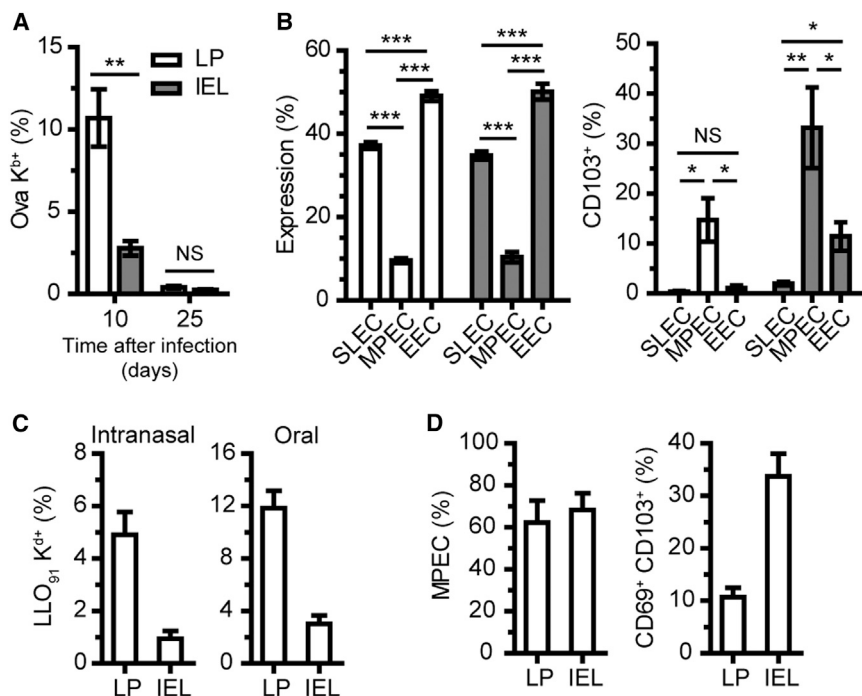 A
Ova Kᵇ⁺ (%)
15
10
5
0
**
NS
LP
IEL
10 25
Time after infection
(days)
B
Expression (%)
60
40
20
0
***
***
***
***
***
***
SLEC
MPEC
EEC
SLEC
MPEC
EEC
CD103⁺ (%)
50
40
30
20
10
0
NS
* *
*
** *
SLEC
MPEC
EEC
SLEC
MPEC
EEC
C
Intranasal
LLO₉₁ Kᵈ⁺ (%)
8
6
4
2
0
LP IEL
Oral
16
12
8
4
0
LP IEL
D
MPEC (%)
100
80
60
40
20
0
LP IEL
CD69⁺ CD103⁺ (%)
40
30
20
10
0
LP IEL